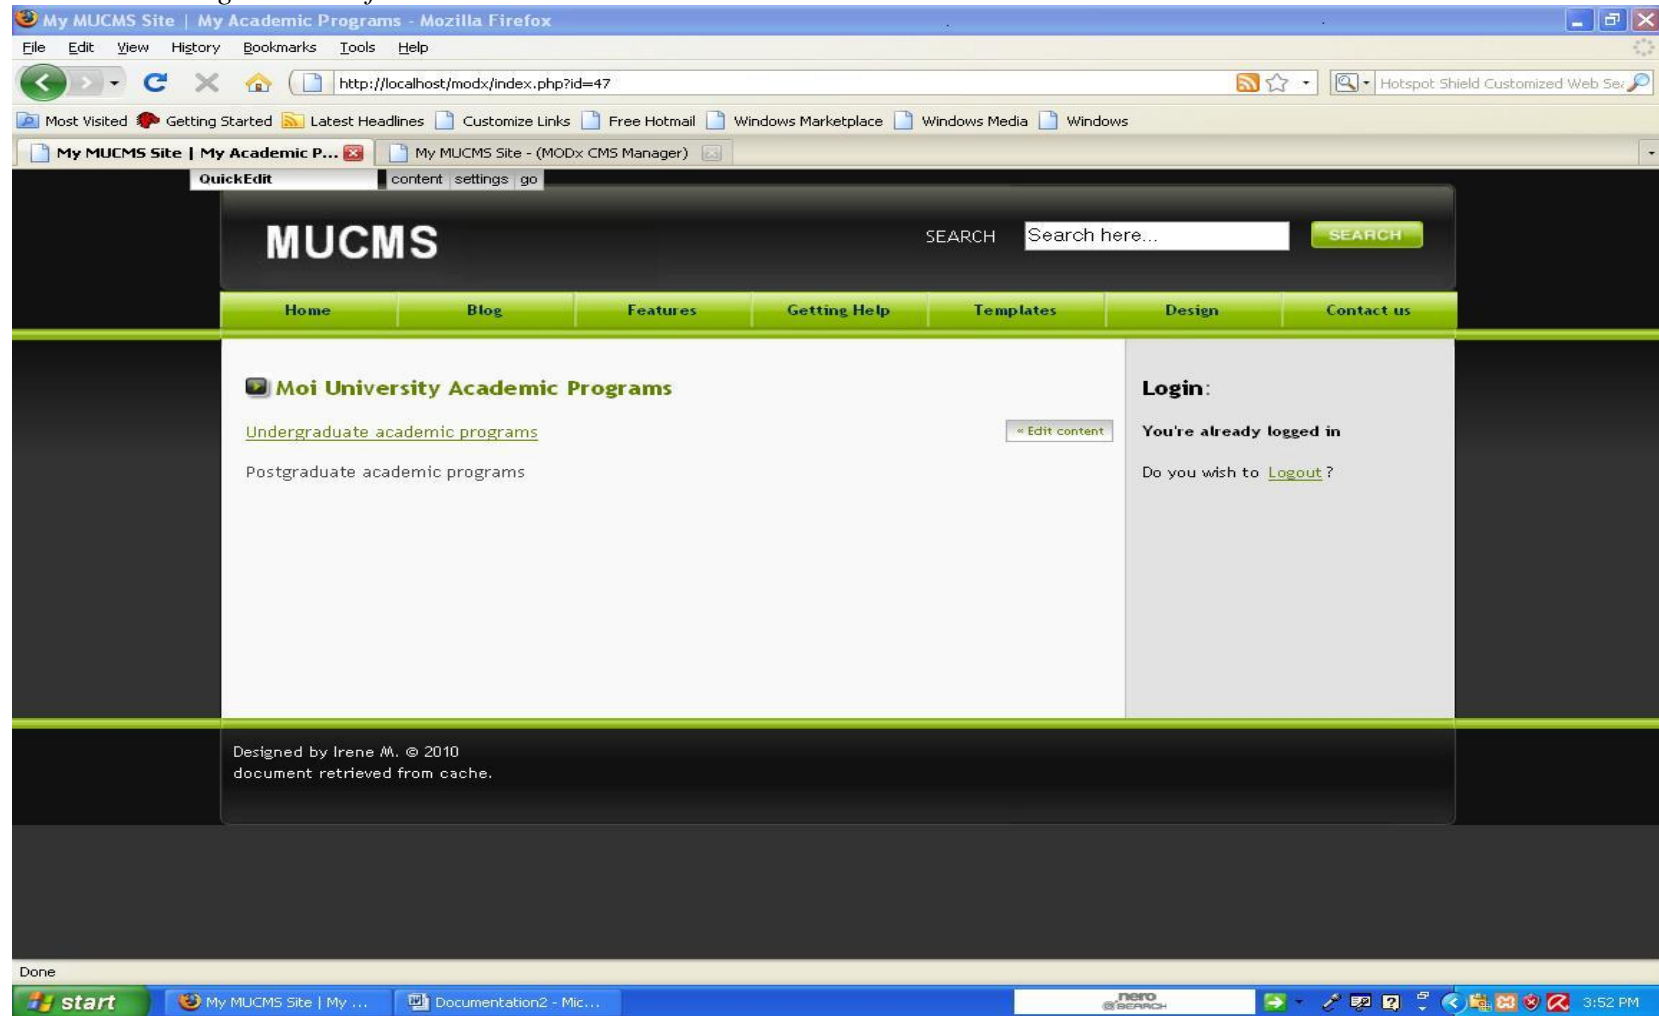 My MUCMS Site | My Academic Programs - Mozilla Firefox
File Edit View History Bookmarks Tools Help
http://localhost/modx/index.php?id=47
Hotspot Shield Customized Web Sea
Most Visited Getting Started Latest Headlines Customize Links Free Hotmail Windows Marketplace Windows Media Windows
My MUCMS Site | My Academic P... My MUCMS Site - (MODx CMS Manager)
QuickEdit content settings go
MUCMS
SEARCH Search here... SEARCH
Home Blog Features Getting Help Templates Design Contact us
Moi University Academic Programs
Undergraduate academic programs
« Edit content
Postgraduate academic programs
Login:
You're already logged in
Do you wish to Logout ?
Designed by Irene M. © 2010
document retrieved from cache.
Done
start My MUCMS Site | My ... Documentation2 - Mic... nero SEARCH 3:52 PM